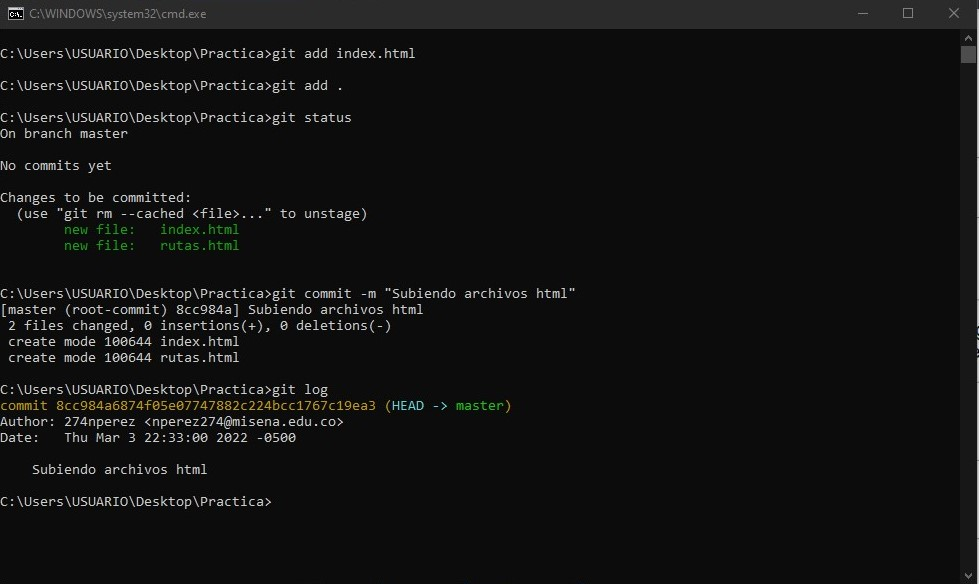 C:\WINDOWS\system32\cmd.exe
C:\Users\USUARIO\Desktop\Practica>git add index.html
C:\Users\USUARIO\Desktop\Practica>git add .
C:\Users\USUARIO\Desktop\Practica>git status
On branch master
No commits yet
Changes to be committed:
  (use "git rm --cached <file>..." to unstage)
        new file:   index.html
        new file:   rutas.html
C:\Users\USUARIO\Desktop\Practica>git commit -m "Subiendo archivos html"
[master (root-commit) 8cc984a] Subiendo archivos html
 2 files changed, 0 insertions(+), 0 deletions(-)
 create mode 100644 index.html
 create mode 100644 rutas.html
C:\Users\USUARIO\Desktop\Practica>git log
commit 8cc984a6874f05e07747882c224bcc1767c19ea3 (HEAD -> master)
Author: 274nperez <nperez274@misena.edu.co>
Date:   Thu Mar 3 22:33:00 2022 -0500
    Subiendo archivos html
C:\Users\USUARIO\Desktop\Practica>